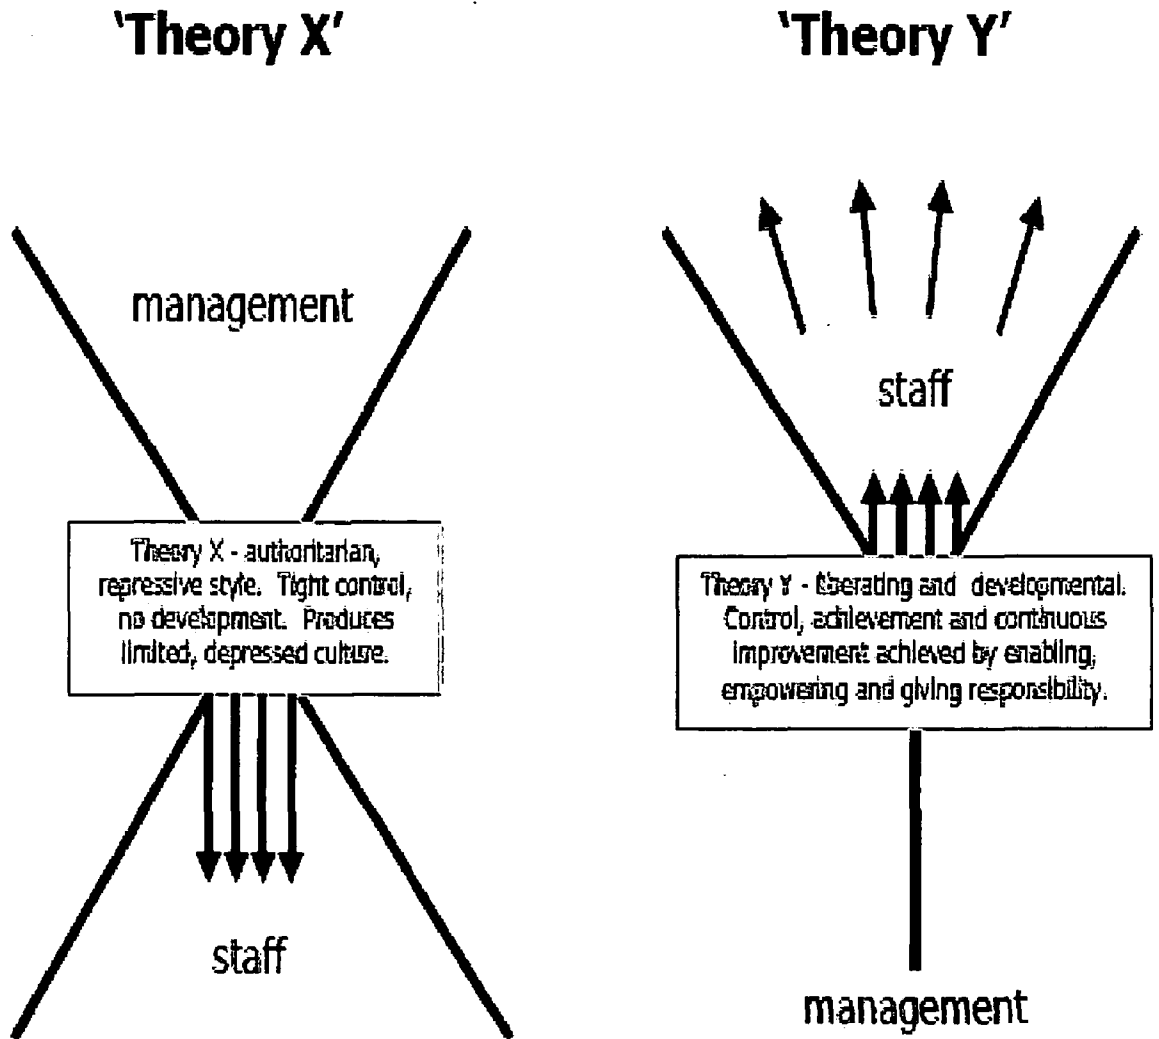 'Theory X'
'Theory Y'
management
staff
Theory X - authoritarian,
repressive style. Tight control,
no development. Produces
limited, depressed culture.
Theory Y - liberating and developmental.
Control, achievement and continuous
improvement achieved by enabling,
empowering and giving responsibility.
staff
management